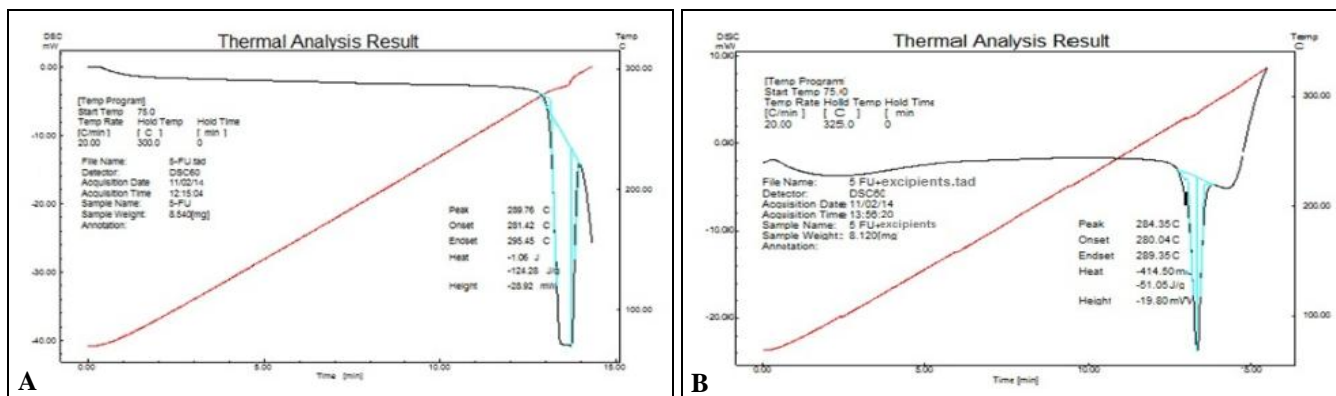 DSC
mW
Thermal Analysis Result
Temp
C
0.00
-10.00
-20.00
-30.00
-40.00
300.00
200.00
100.00
[Temp Program]
Start Temp 75.0
Temp Rate Hold Temp Hold Time
[C/min ] [ C ] [ min ]
20.00 300.0 0
File Name: 5-FU.tad
Detector: DSC60
Acquisition Date 11/02/14
Acquisition Time 12:15:04
Sample Name: 5-FU
Sample Weight: 8.540[mg]
Annotation:
Peak 289.76 C
Onset 281.42 C
Endset 295.45 C
Heat -1.06 J
-124.28 J/g
Height -28.92 mW
0.00 5.00 10.00 15.00
Time [min]
A
DSC
mW
Thermal Analysis Result
Temp
C
10.00
0.00
-10.00
-20.00
300.00
200.00
100.00
[Temp Program
Start Temp 75.0
Temp Rate Hold Temp Hold Time
[C/min ] [ C ] [ min
20.00 325.0 0
File Name: 5 FU+excipients.tad
Detector: DSC60
Acquisition Date 11/02/14
Acquisition Time 13:56:20
Sample Name: 5 FU+excipients
Sample Weight: 8.120[mg
Annotation:
Peak 284.35C
Onset 280.04C
Endset 289.35C
Heat -414.50m
-51.05J/g
Height -19.80mW
0.00 5.00 10.00 15.00
Time [min]
B